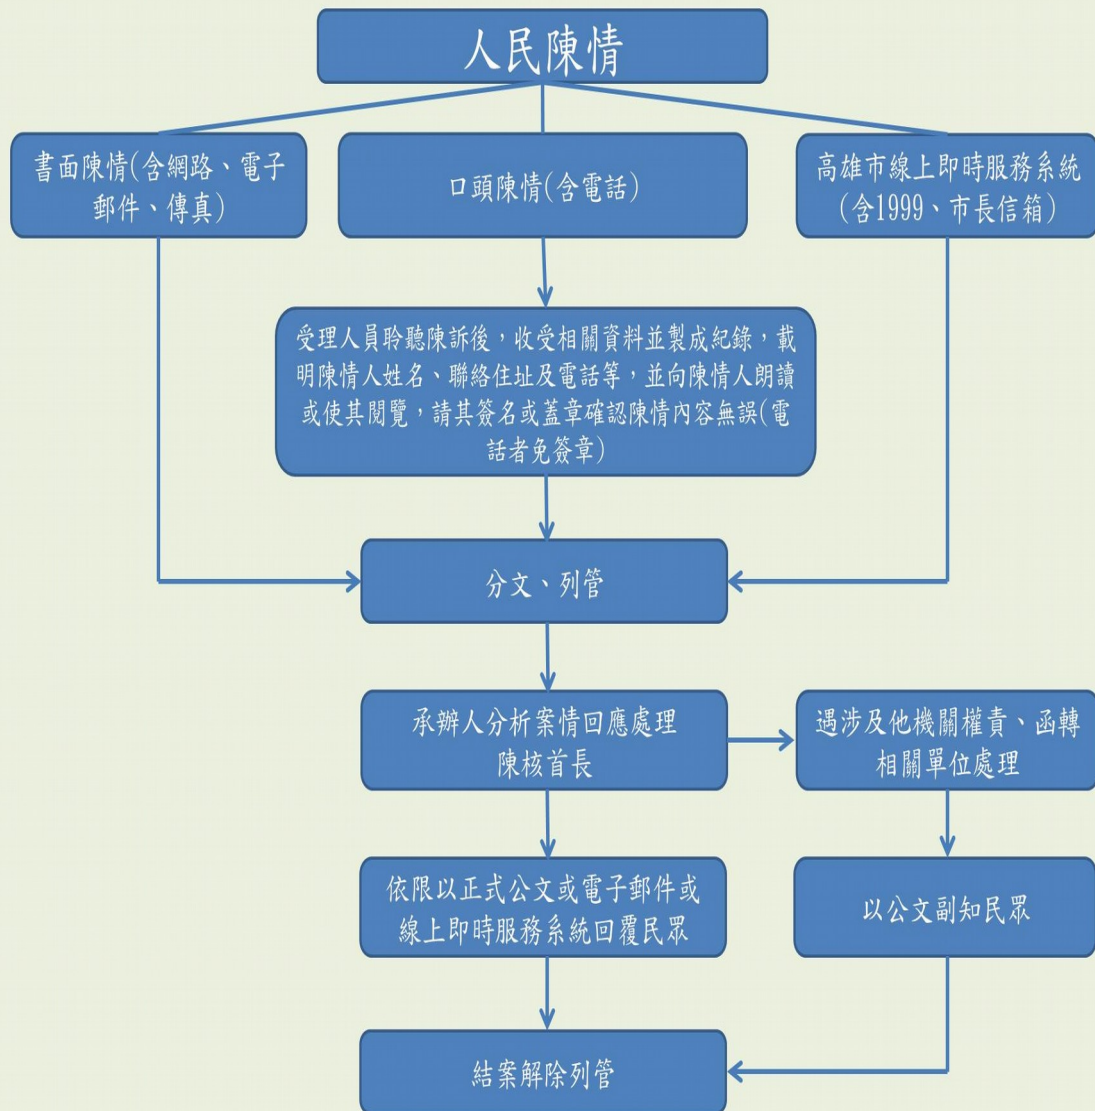 人民陳情
書面陳情(含網路、電子
郵件、傳真)
口頭陳情(含電話)
高雄市線上即時服務系統
(含1999、市長信箱)
受理人員聆聽陳訴後，收受相關資料並製成紀錄，載
明陳情人姓名、聯絡住址及電話等，並向陳情人朗讀
或使其閱覽，請其簽名或蓋章確認陳情內容無誤(電
話者免簽章)
分文、列管
承辦人分析案情回應處理
陳核首長
遇涉及他機關權責、函轉
相關單位處理
依限以正式公文或電子郵件或
線上即時服務系統回覆民眾
以公文副知民眾
結案解除列管